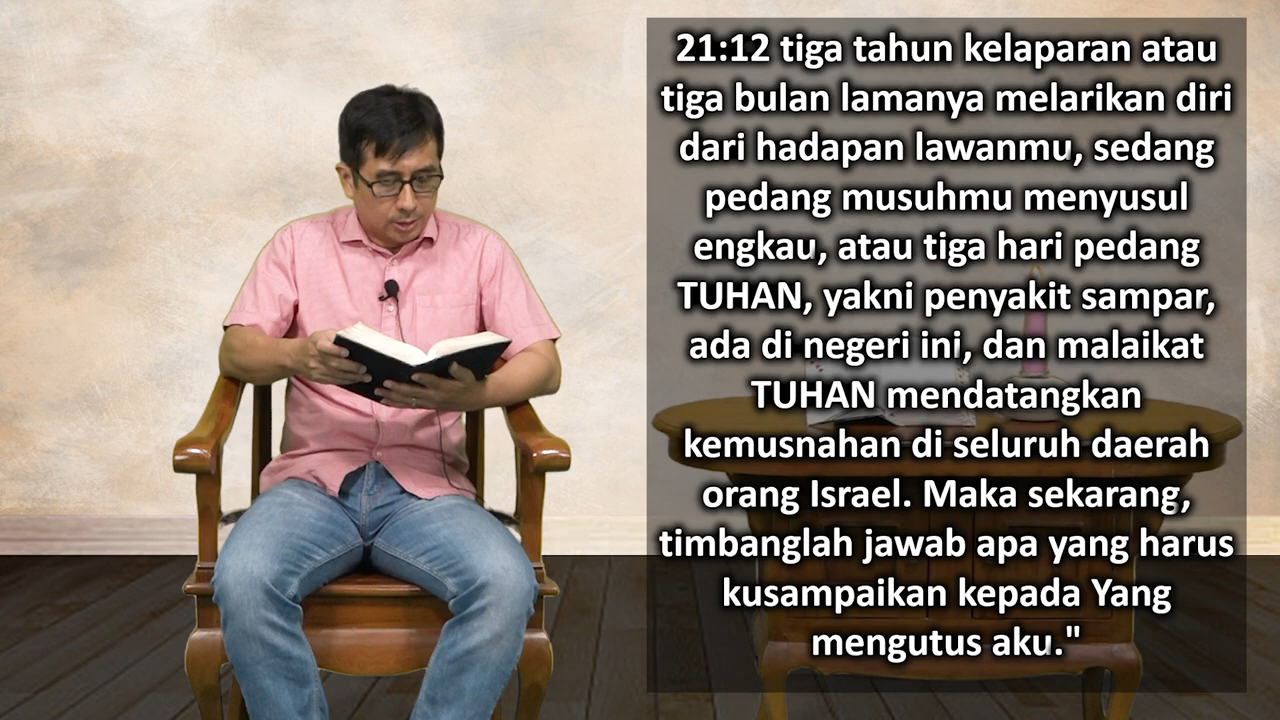 21:12 tiga tahun kelaparan atau
tiga bulan lamanya melarikan diri
dari hadapan lawanmu, sedang
pedang musuhmu menyusul
engkau, atau tiga hari pedang
TUHAN, yakni penyakit sampar,
ada di negeri ini, dan malaikat
TUHAN mendatangkan
kemusnahan di seluruh daerah
orang Israel. Maka sekarang,
timbanglah jawab apa yang harus
kusampaikan kepada Yang
mengutus aku."